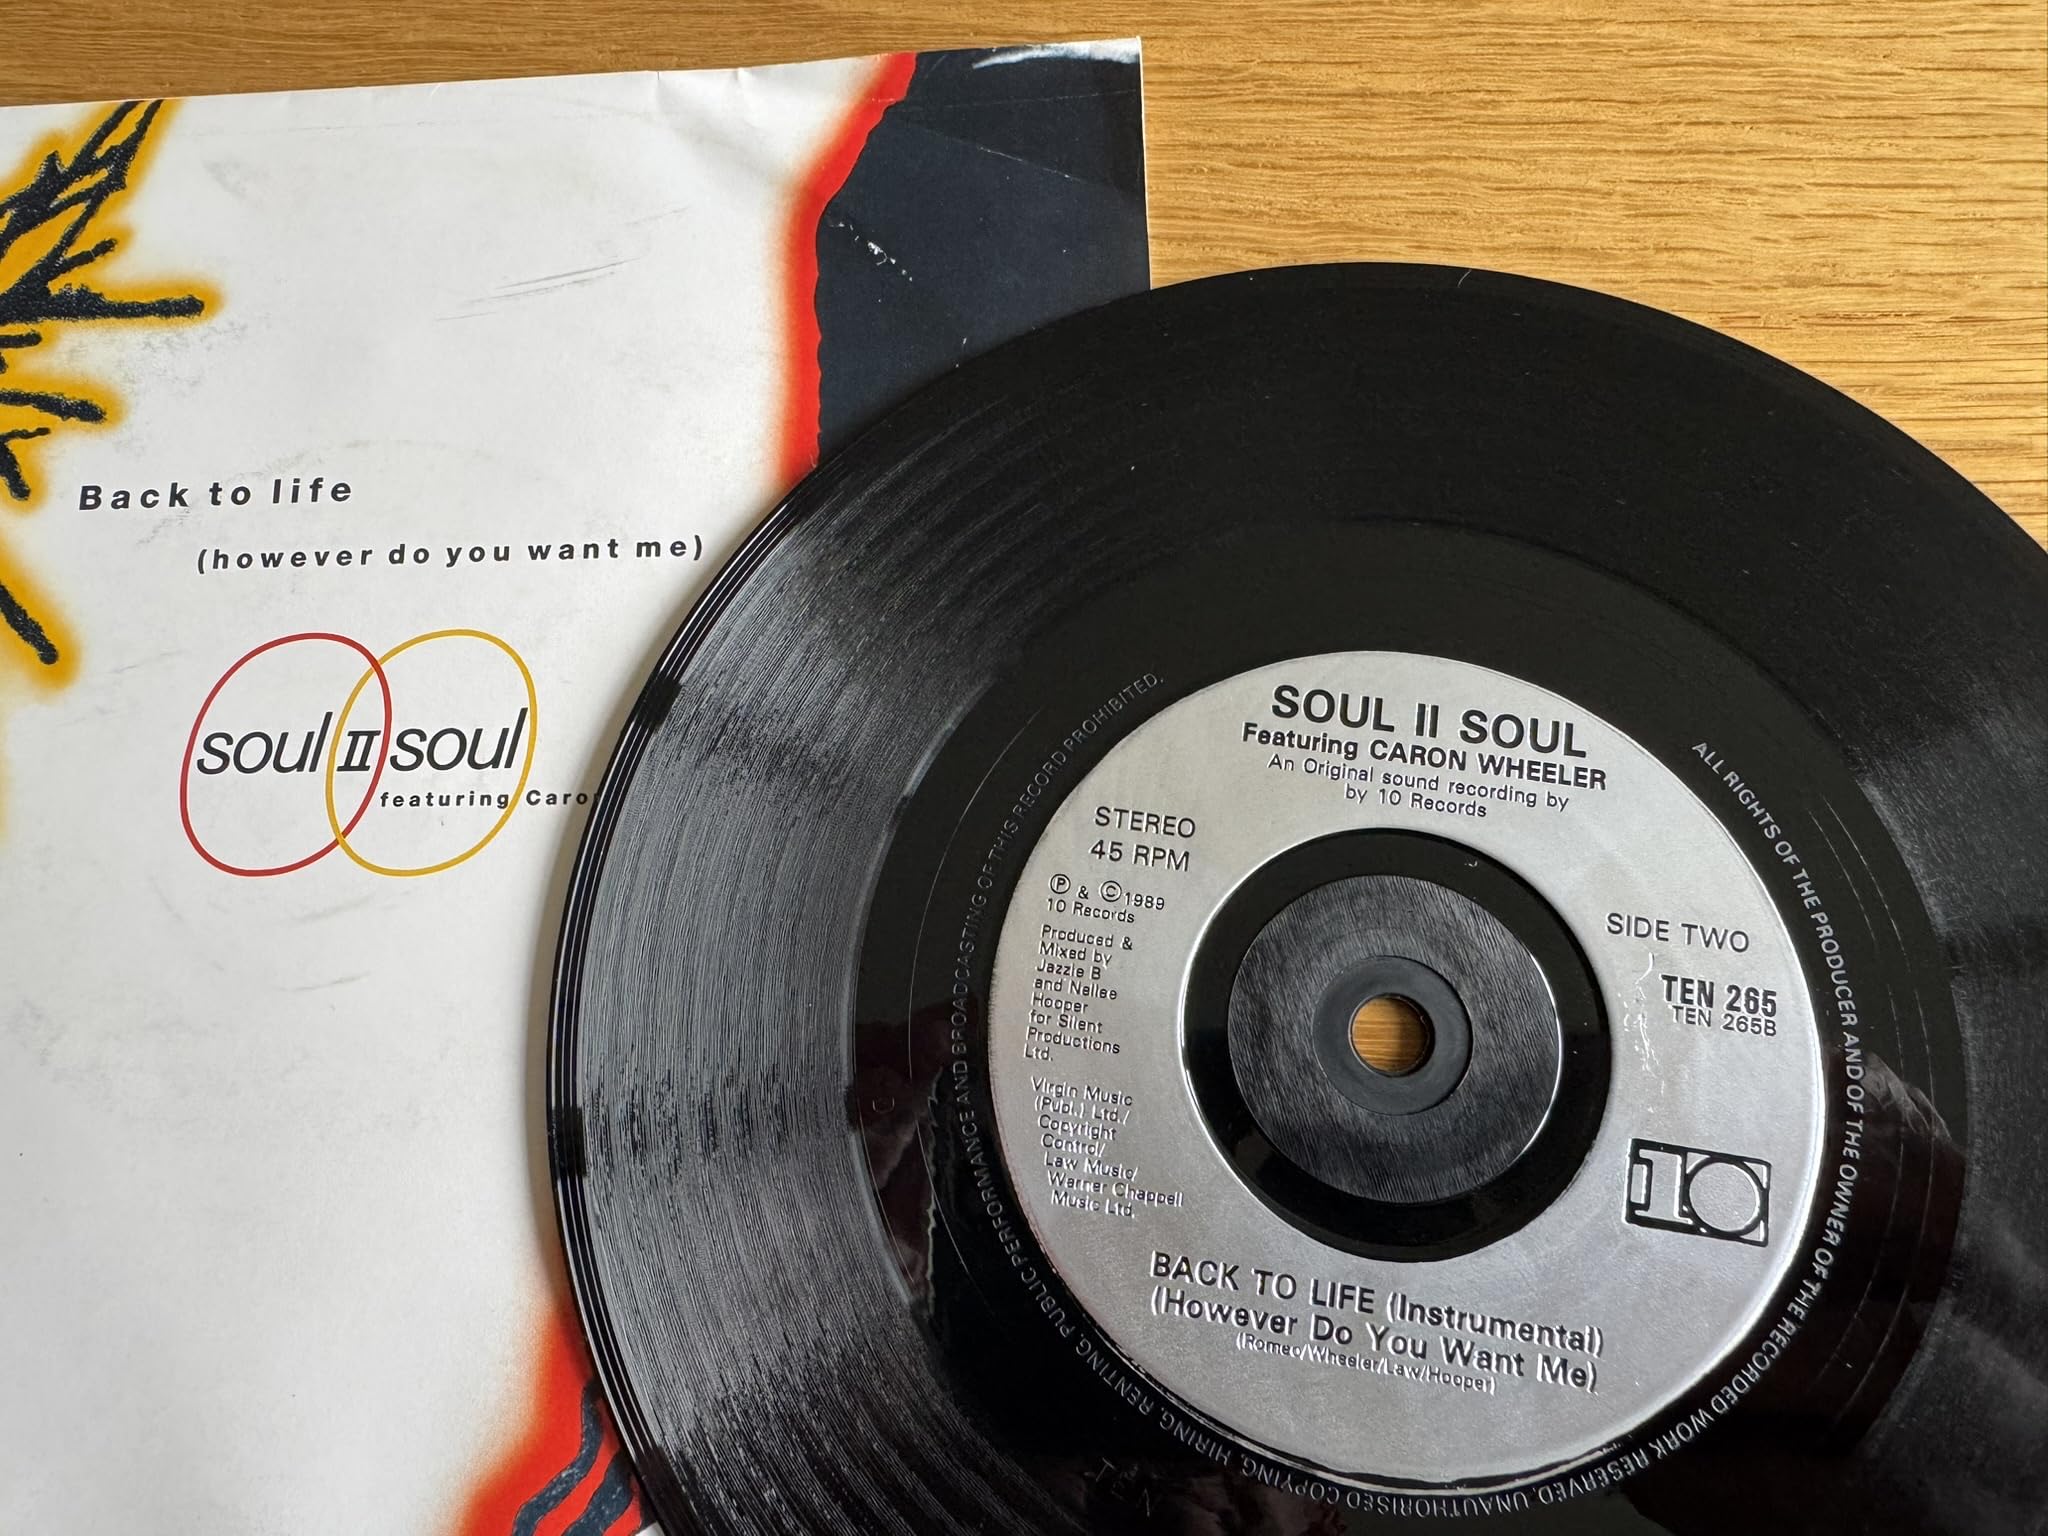 Back to life
(however do you want me)
soul II soul
featuring
SOUL II SOUL
Featuring CARON WHEELER
An Original sound recording by
by 10 Records
STEREO
45 RPM
Ⓟ & ©1989
10 Records
Produced &
Mixed by
Jazzie B
and Nellee
Hooper
for Silent
Productions
Ltd.
Virgin Music
(Publ.) Ltd./
Copyright
Control/
Law Music/
Warner Chappell
Music Ltd.
SIDE TWO
TEN 265
TEN 265B
10
BACK TO LIFE (Instrumental)
(However Do You Want Me)
(Romeo/Wheeler/Law/Hooper)
ALL RIGHTS OF THE PRODUCER AND OF THE OWNER OF THE RECORDED WORK RESERVED. UNAUTHORISED COPYING, HIRING, RENTING, PUBLIC PERFORMANCE AND BROADCASTING OF THIS RECORD PROHIBITED.